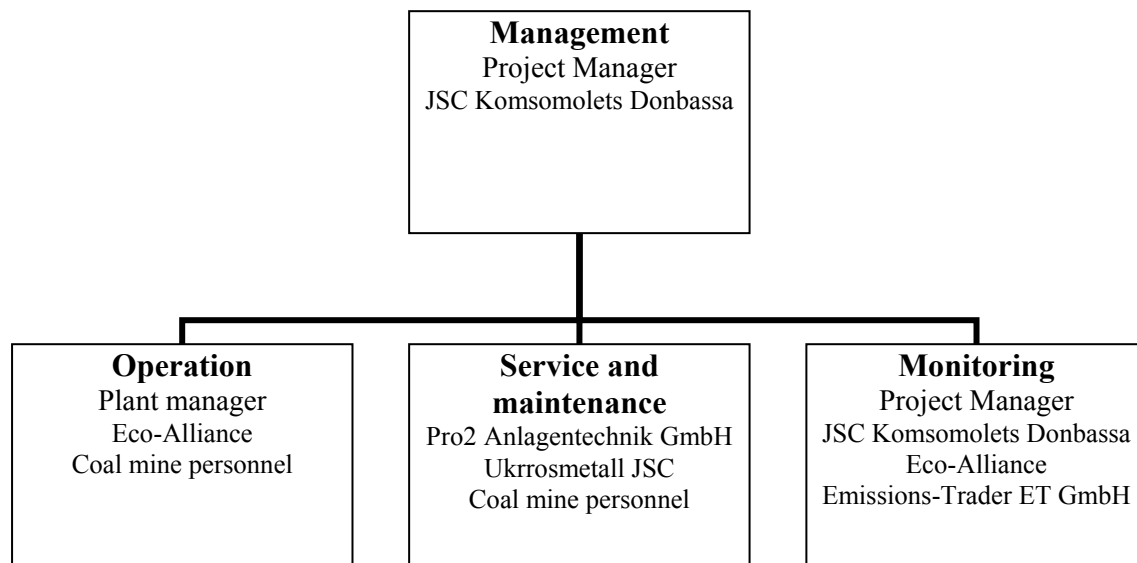 Management
Project Manager
JSC Komsomolets Donbassa
Operation
Plant manager
Eco-Alliance
Coal mine personnel
Service and
maintenance
Pro2 Anlagentechnik GmbH
Ukrrosmetall JSC
Coal mine personnel
Monitoring
Project Manager
JSC Komsomolets Donbassa
Eco-Alliance
Emissions-Trader ET GmbH